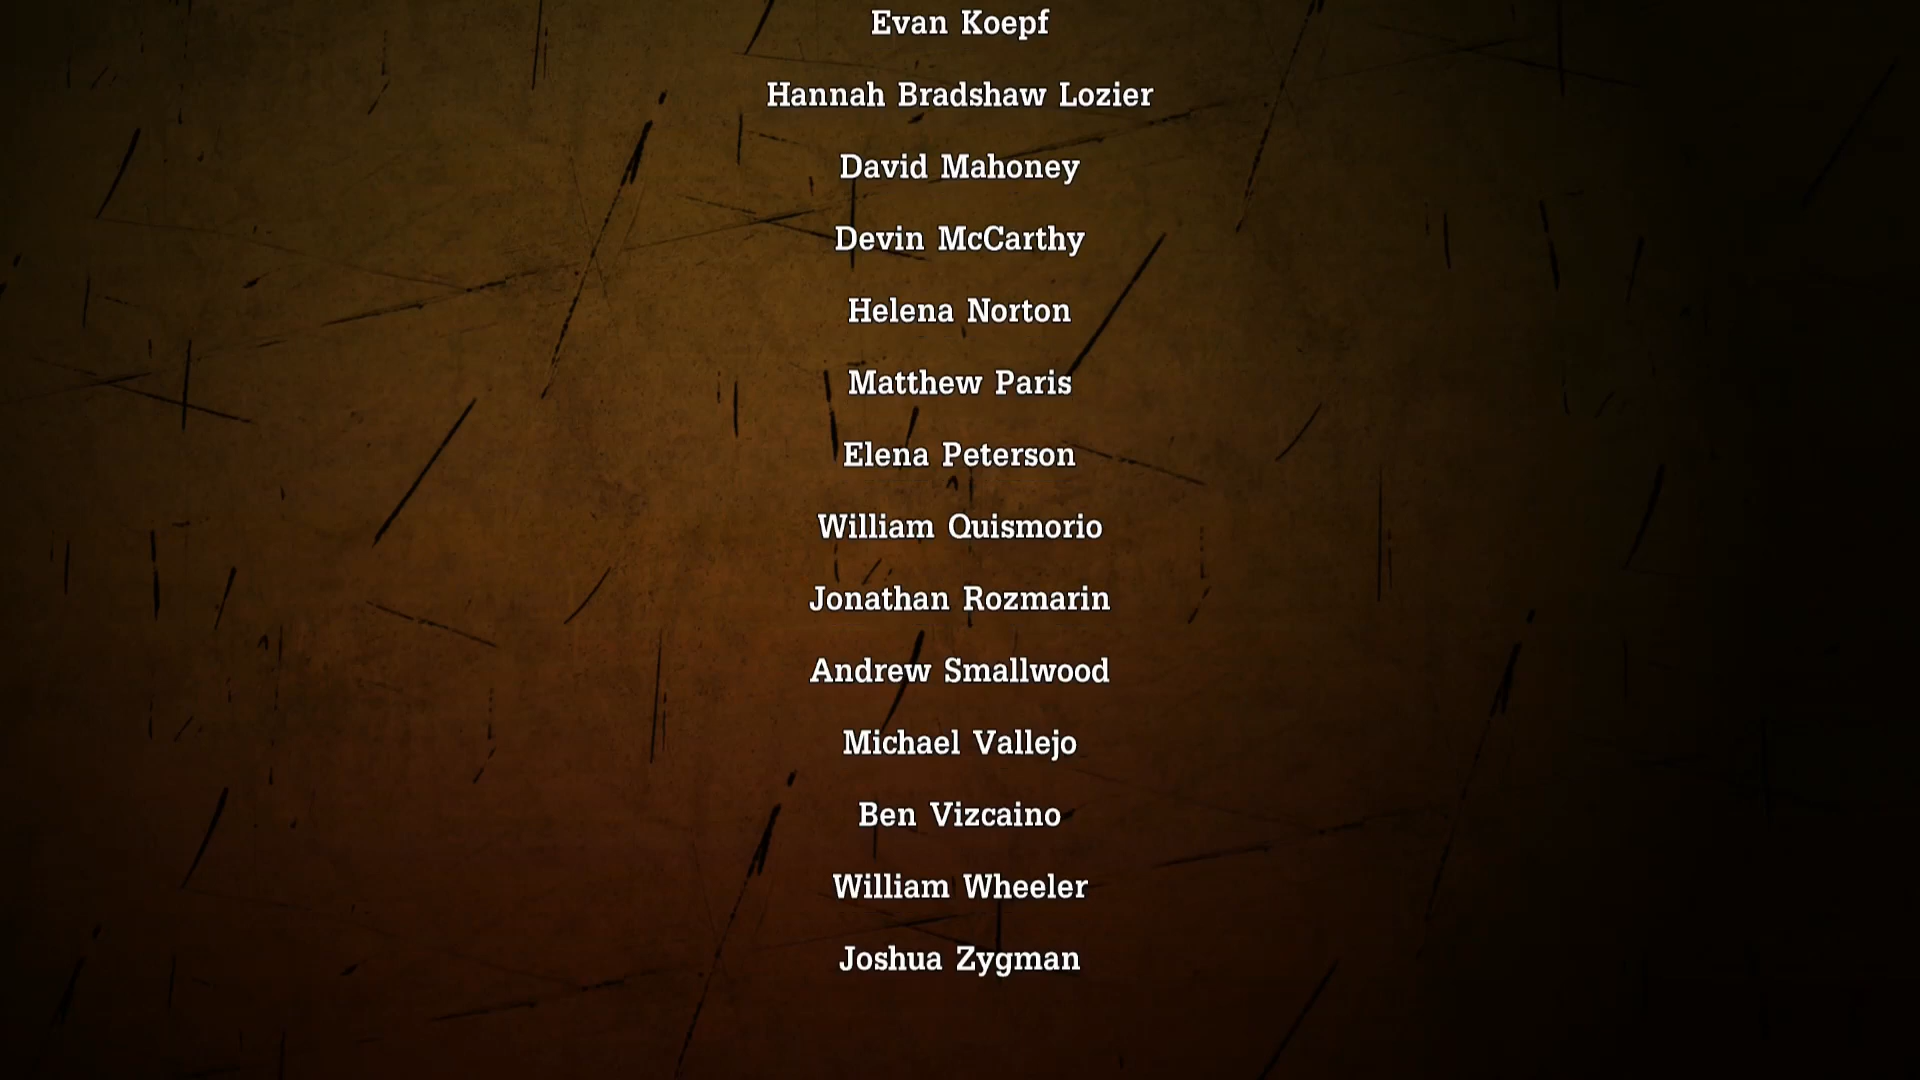 Evan Koepf
Hannah Bradshaw Lozier
David Mahoney
Devin McCarthy
Helena Norton
Matthew Paris
Elena Peterson
William Quismorio
Jonathan Rozmarin
Andrew Smallwood
Michael Vallejo
Ben Vizcaino
William Wheeler
Joshua Zygman